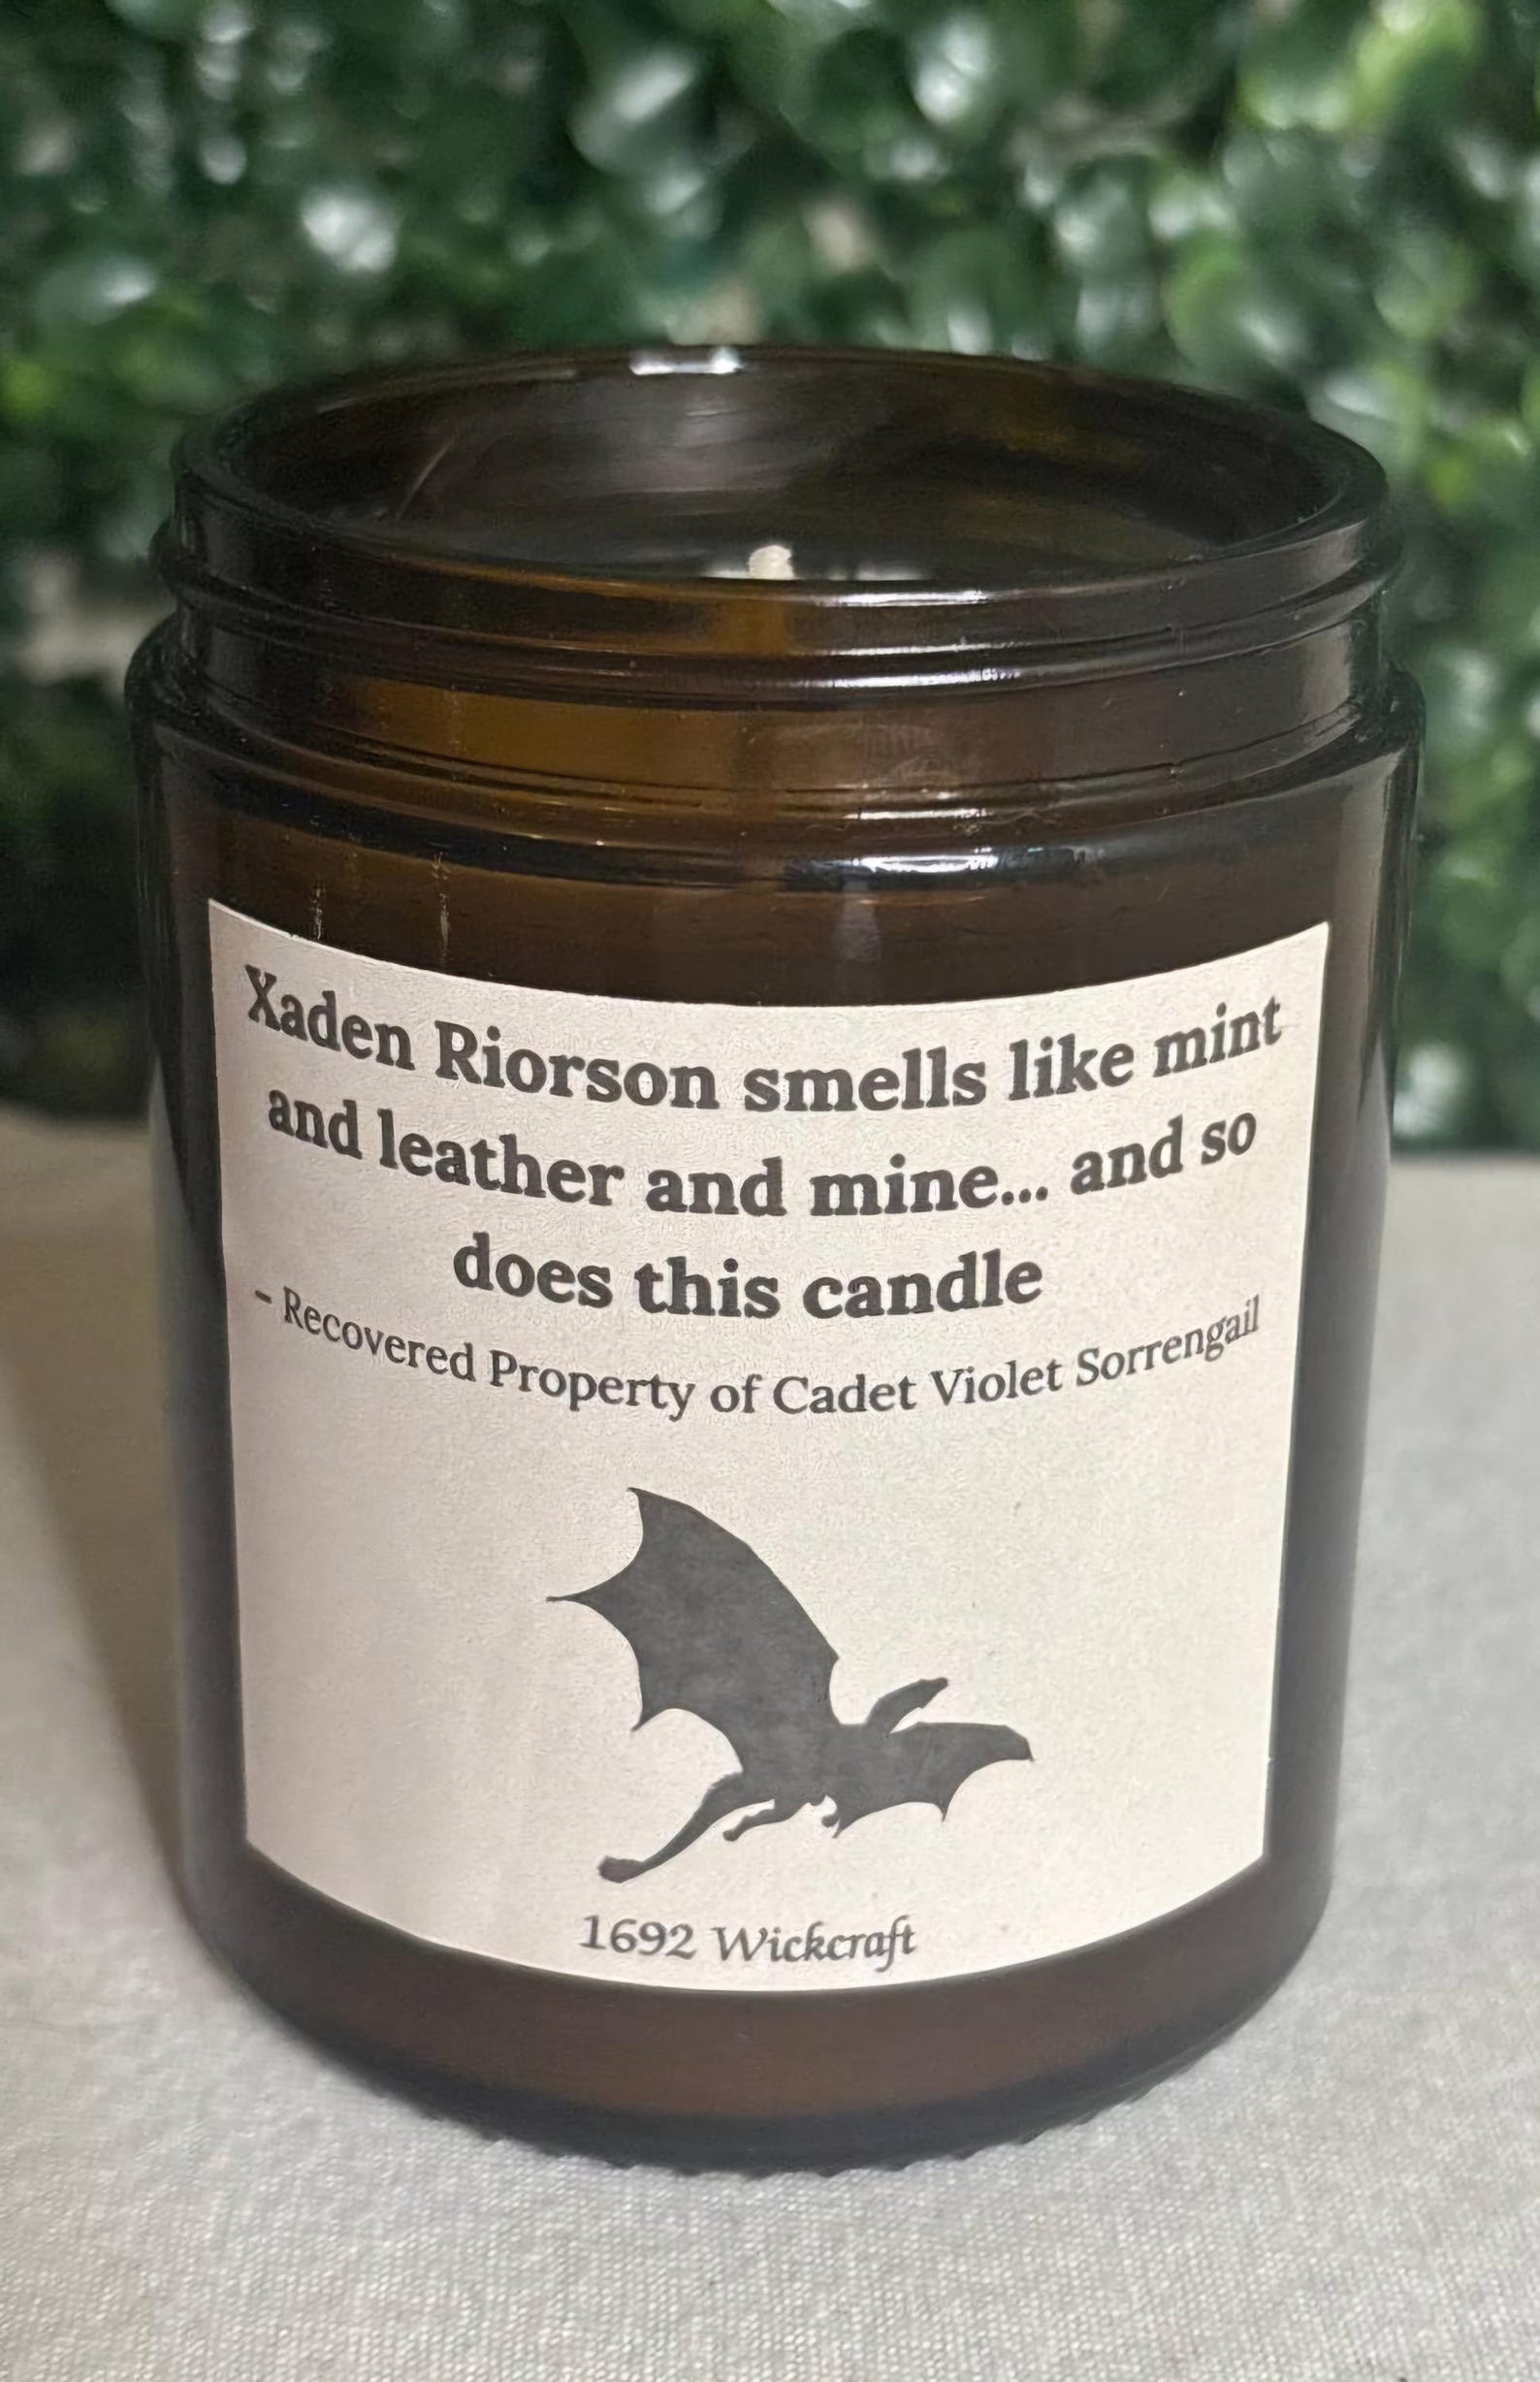 Xaden Riorson smells like mint
and leather and mine... and so
does this candle
- Recovered Property of Cadet Violet Sorrengail
1692 Wickcraft